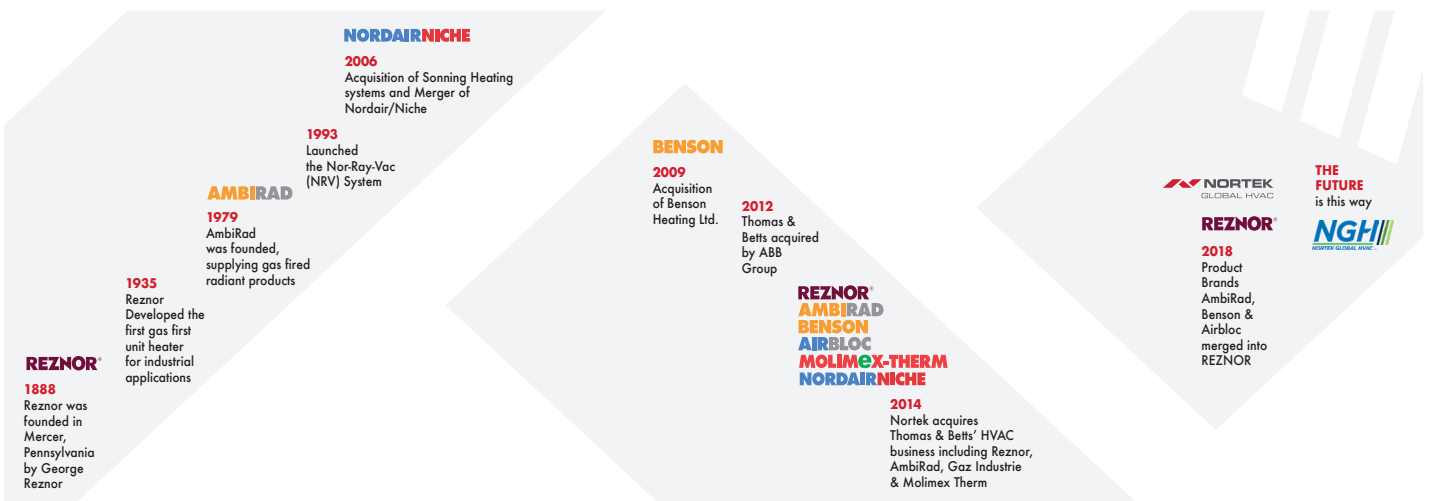 REZNOR®
1888
Reznor was
founded in
Mercer,
Pennsylvania
by George
Reznor
1935
Reznor
Developed the
first gas first
unit heater
for industrial
applications
AMBIRAD
1979
AmbiRad
was founded,
supplying gas fired
radiant products
1993
Launched
the Nor-Ray-Vac
(NRV) System
NORDAIRNICHE
2006
Acquisition of Sonning Heating
systems and Merger of
Nordair/Niche
BENSON
2009
Acquisition
of Benson
Heating Ltd.
2012
Thomas &
Betts acquired
by ABB
Group
REZNOR®
AMBIRAD
BENSON
AIRBLOC
MOLIMeX-THERM
NORDAIRNICHE
2014
Nortek acquires
Thomas & Betts' HVAC
business including Reznor,
AmbiRad, Gaz Industrie
& Molimex Therm
NORTEK
GLOBAL HVAC
REZNOR®
2018
Product
Brands
AmbiRad,
Benson &
Airbloc
merged into
REZNOR
THE
FUTURE
is this way
NGH
NORTEK GLOBAL HVAC